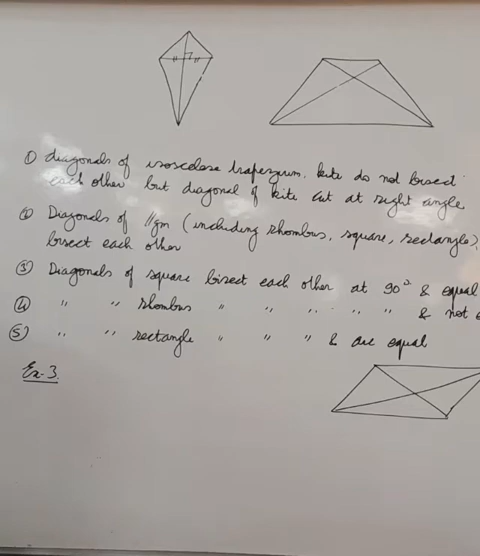 ① diagonals of isoscelese trapezium, kite do not bisect
each other but diagonal of kite cut at right angle
② Diagonals of //gm (including rhombus, square, rectangle)
bisect each other
③ Diagonals of square bisect each other at 90° & equal
④ " " rhombus " " " " " & not
⑤ " " rectangle " " " & are equal
Ex-3.